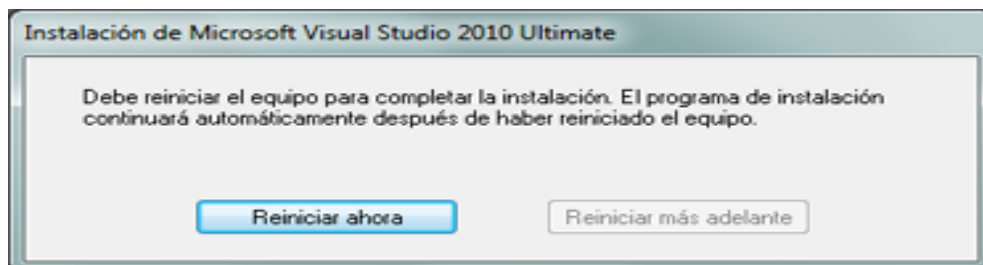 Instalación de Microsoft Visual Studio 2010 Ultimate
Debe reiniciar el equipo para completar la instalación. El programa de instalación
continuará automáticamente después de haber reiniciado el equipo.
Reiniciar ahora
Reiniciar más adelante